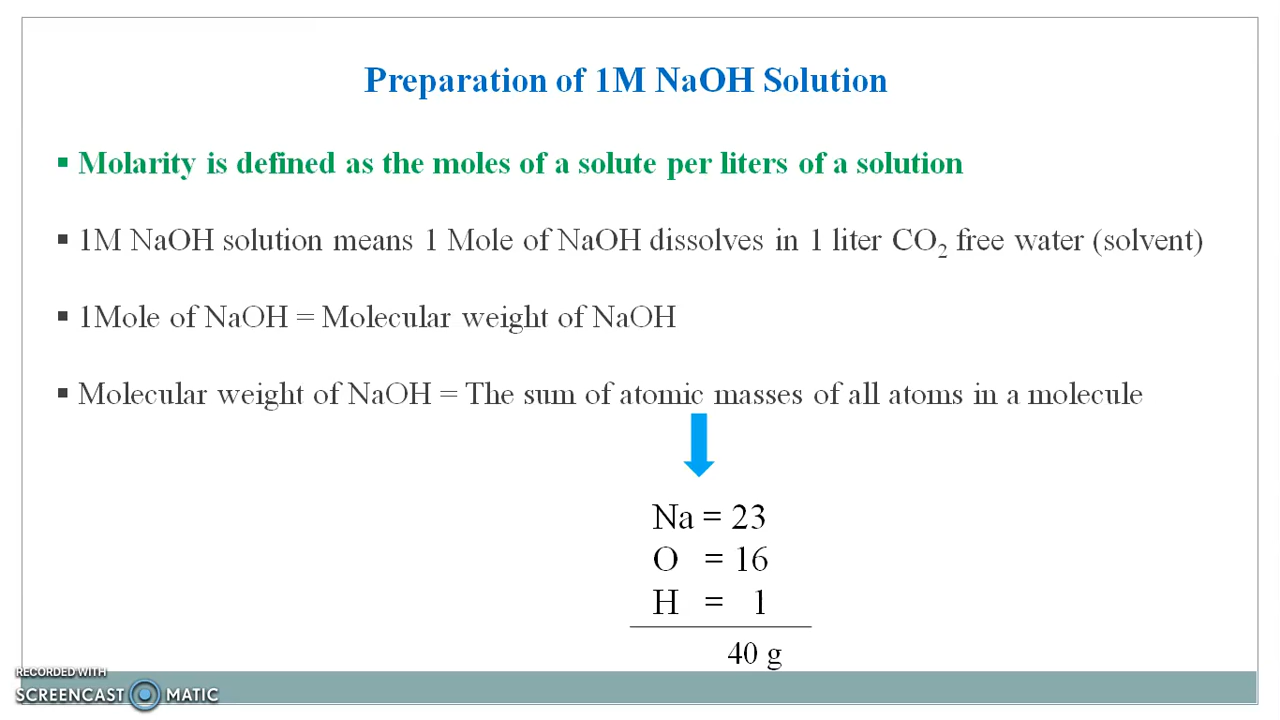 Preparation of 1M NaOH Solution
▪ Molarity is defined as the moles of a solute per liters of a solution
▪ 1M NaOH solution means 1 Mole of NaOH dissolves in 1 liter CO₂ free water (solvent)
▪ 1Mole of NaOH = Molecular weight of NaOH
▪ Molecular weight of NaOH = The sum of atomic masses of all atoms in a molecule
Na = 23
O = 16
H = 1
40 g
RECORDED WITH
SCREENCAST MATIC